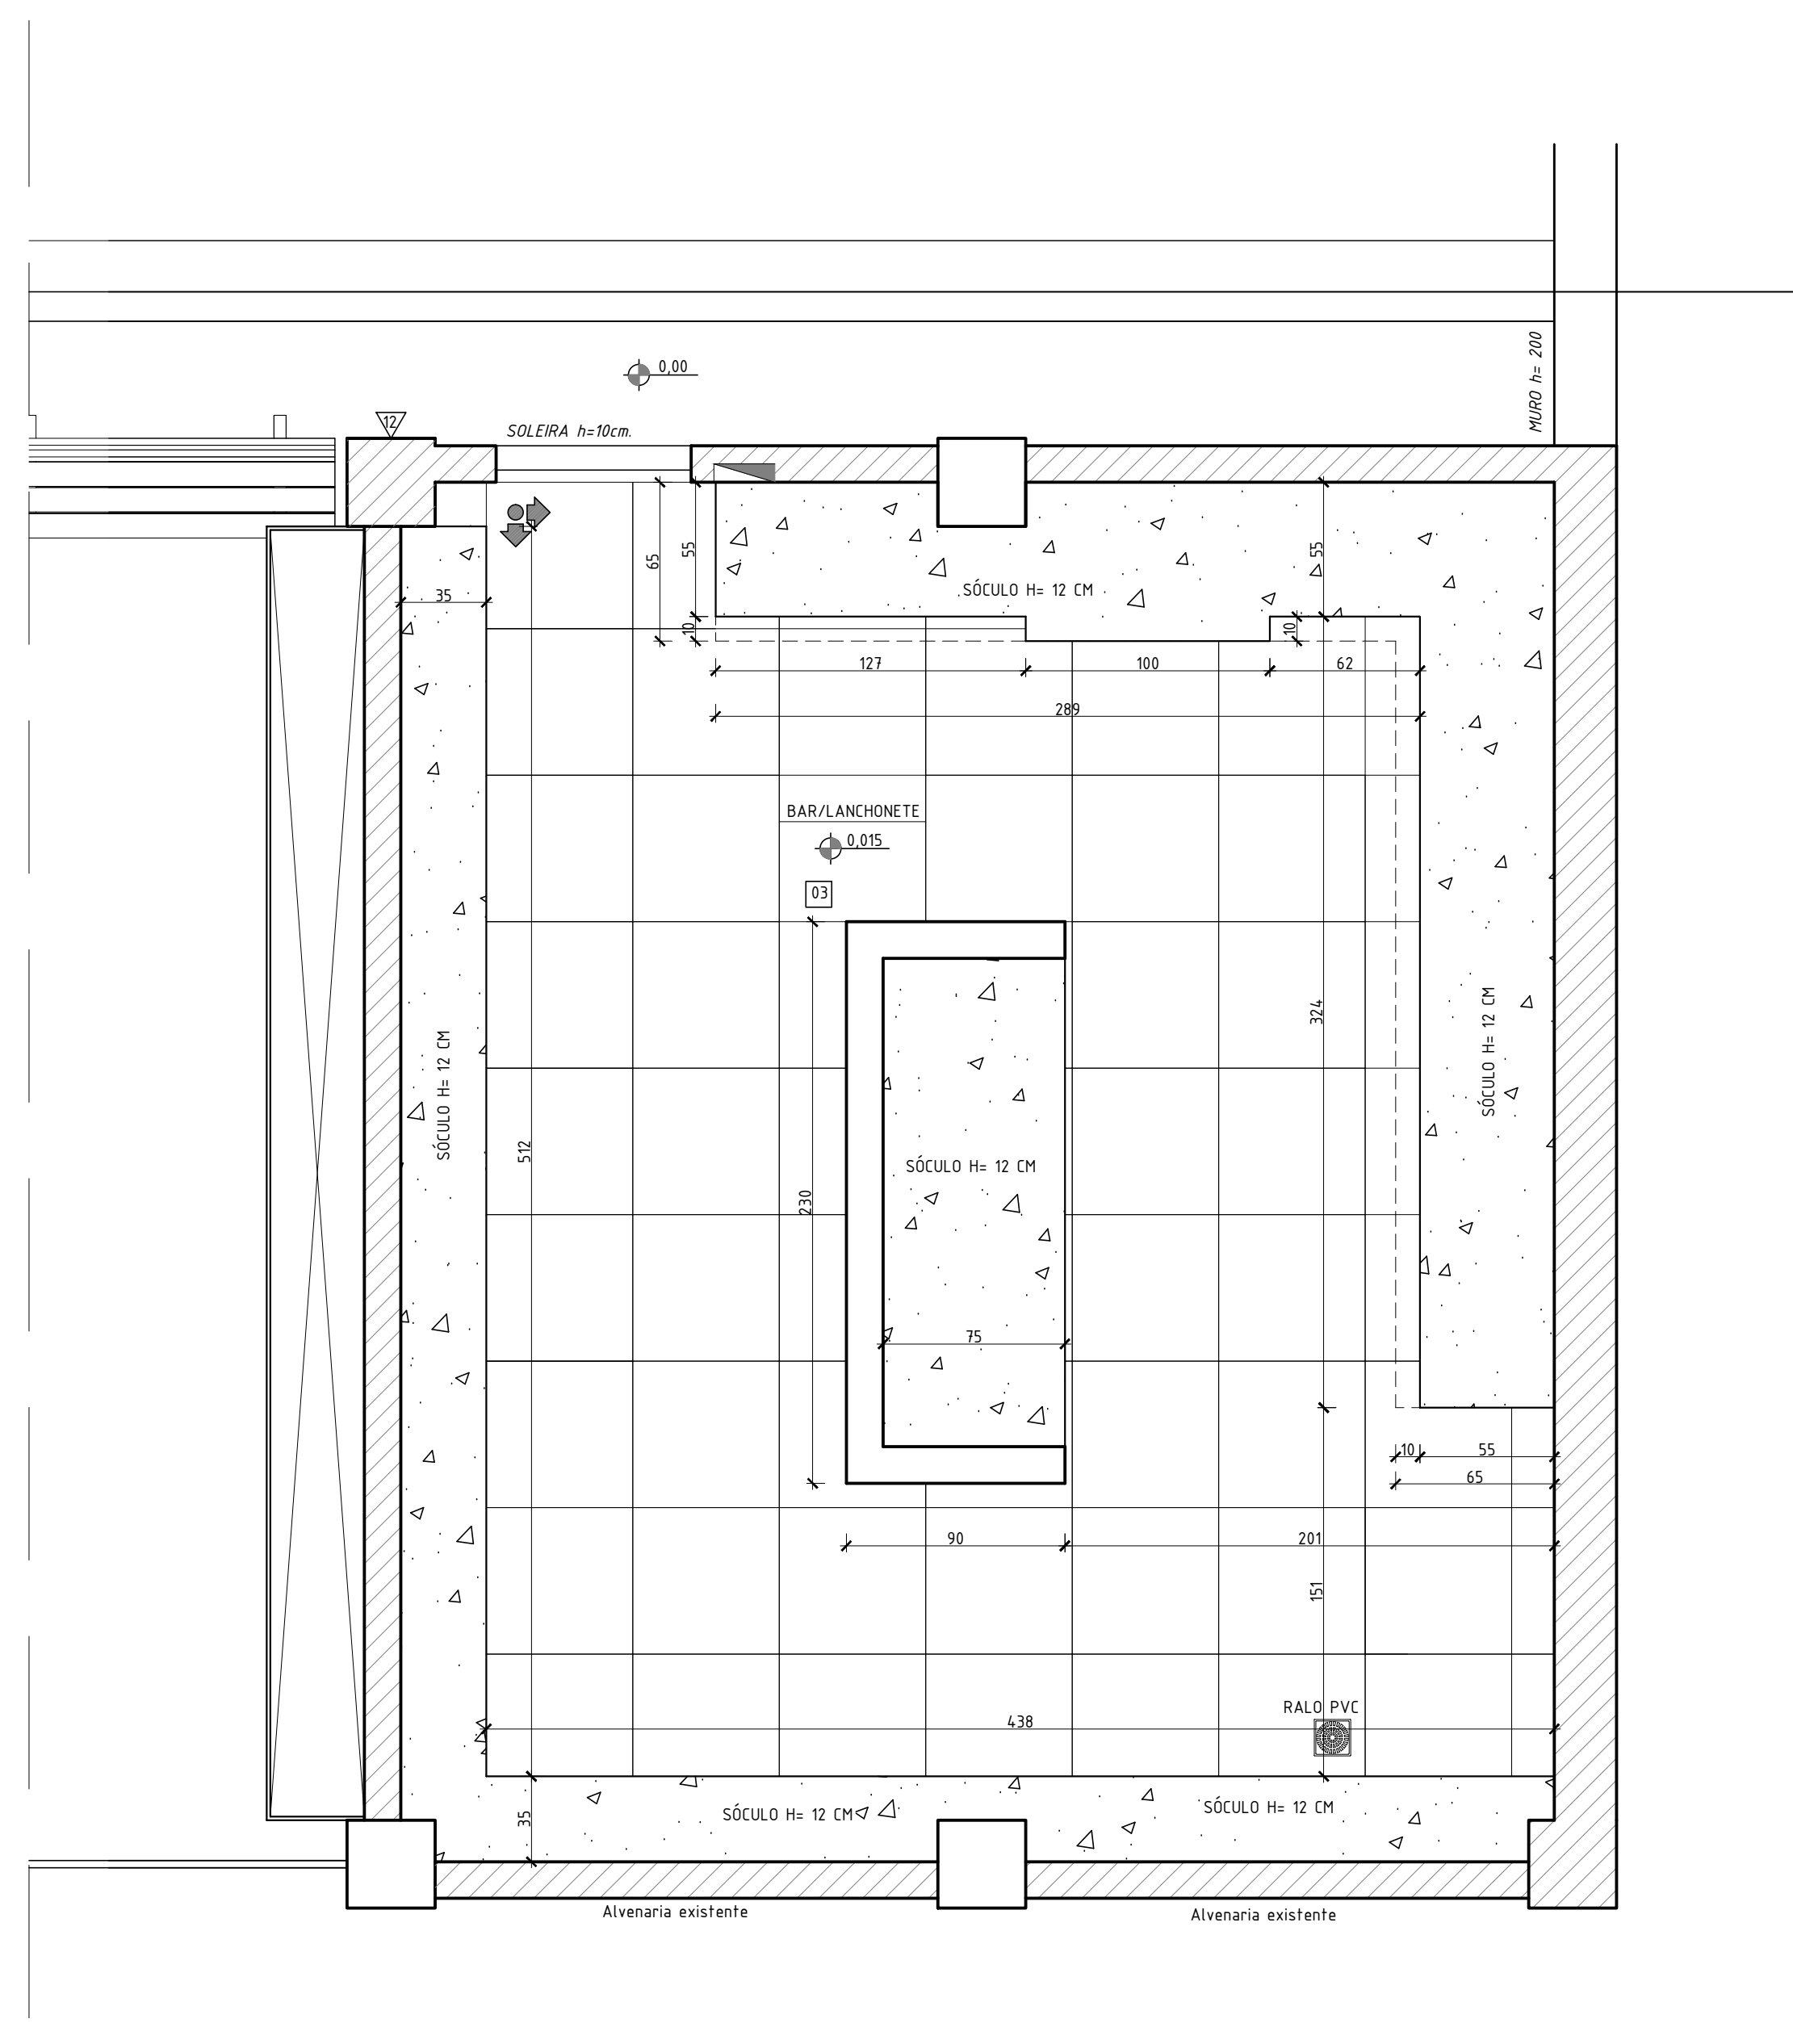 MURO h= 200
0,00
12
SOLEIRA h=10cm.
65
55
10
55
10
35
SÓCULO H= 12 CM
127
100
62
289
BAR/LANCHONETE
0,015
03
324
SÓCULO H= 12 CM
SÓCULO H= 12 CM
512
230
SÓCULO H= 12 CM
75
10
55
65
90
201
151
RALO PVC
438
35
SÓCULO H= 12 CM
SÓCULO H= 12 CM
Alvenaria existente
Alvenaria existente